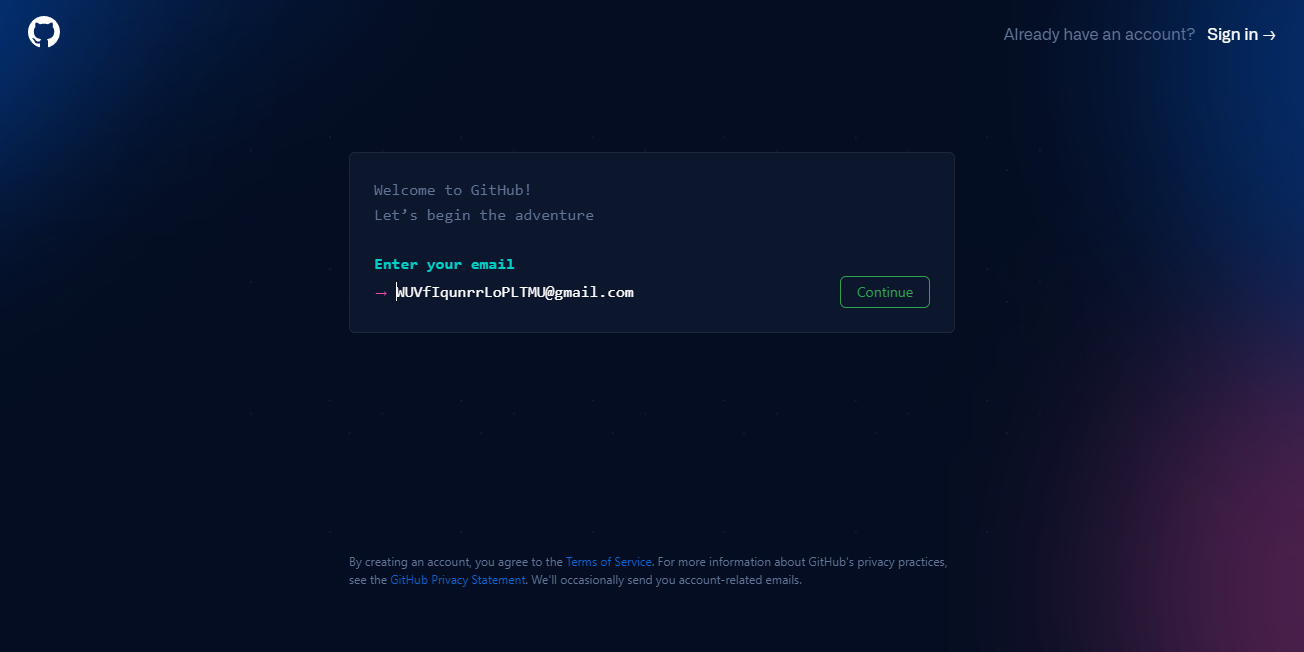 Already have an account? Sign in →
Welcome to GitHub!
Let’s begin the adventure
Enter your email
→ WUVfIqunrrLoPLTMU@gmail.com
Continue
By creating an account, you agree to the Terms of Service. For more information about GitHub's privacy practices,
see the GitHub Privacy Statement. We'll occasionally send you account-related emails.